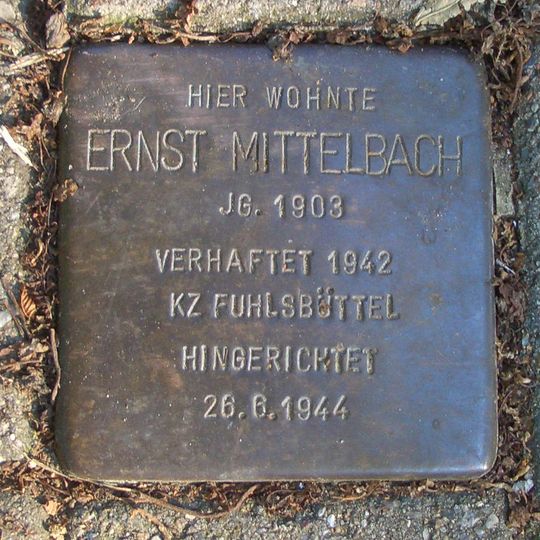 HIER WOHNTE
ERNST MITTELBACH
JG. 1903
VERHAFTET 1942
KZ FUHLSBÜTTEL
HINGERICHTET
26.6.1944